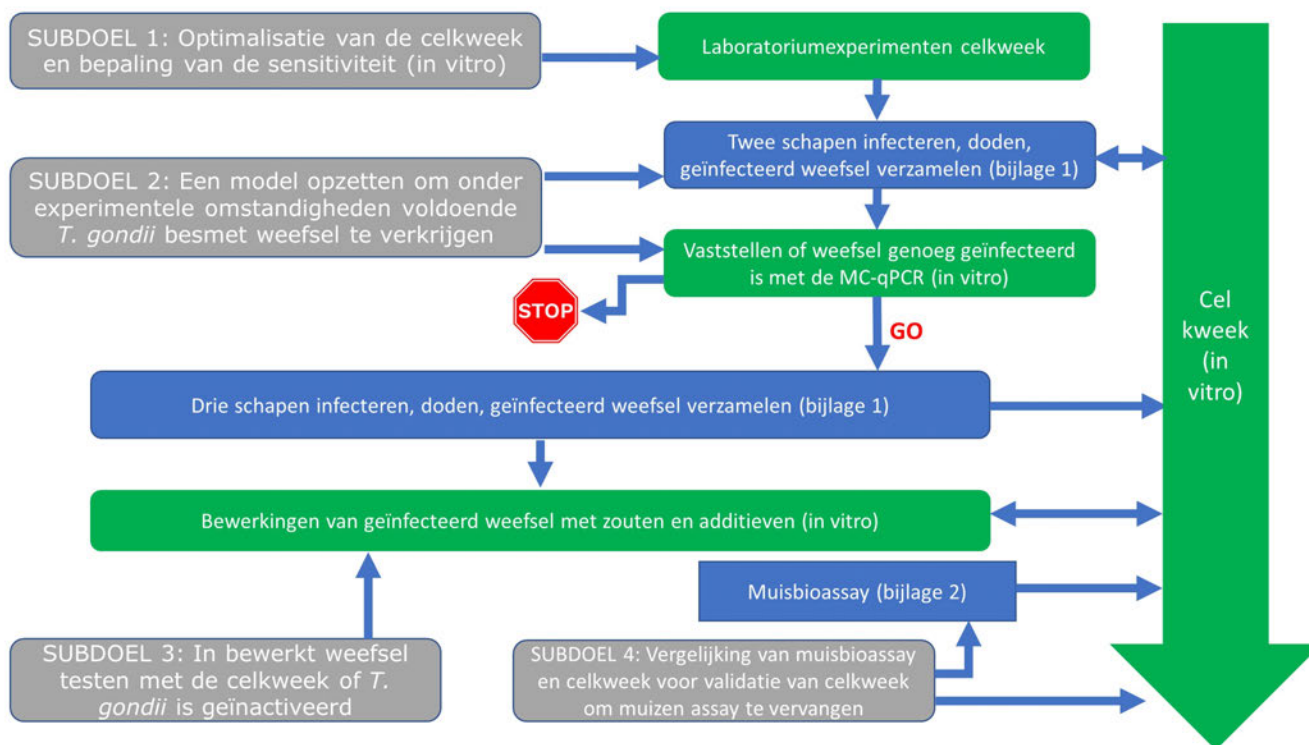 SUBDOEL 1: Optimalisatie van de celkweek
en bepaling van de sensitiviteit (in vitro)
Laboratoriumexperimenten celkweek
Twee schapen infecteren, doden,
geïnfecteerd weefsel verzamelen (bijlage 1)
SUBDOEL 2: Een model opzetten om onder
experimentele omstandigheden voldoende
T. gondii besmet weefsel te verkrijgen
Vaststellen of weefsel genoeg geïnfecteerd
is met de MC-qPCR (in vitro)
STOP
GO
Cel
kweek
(in
vitro)
Drie schapen infecteren, doden, geïnfecteerd weefsel verzamelen (bijlage 1)
Bewerkingen van geïnfecteerd weefsel met zouten en additieven (in vitro)
Muisbioassay (bijlage 2)
SUBDOEL 3: In bewerkt weefsel
testen met de celkweek of T.
gondii is geïnactiveerd
SUBDOEL 4: Vergelijking van muisbioassay
en celkweek voor validatie van celkweek
om muizen assay te vervangen